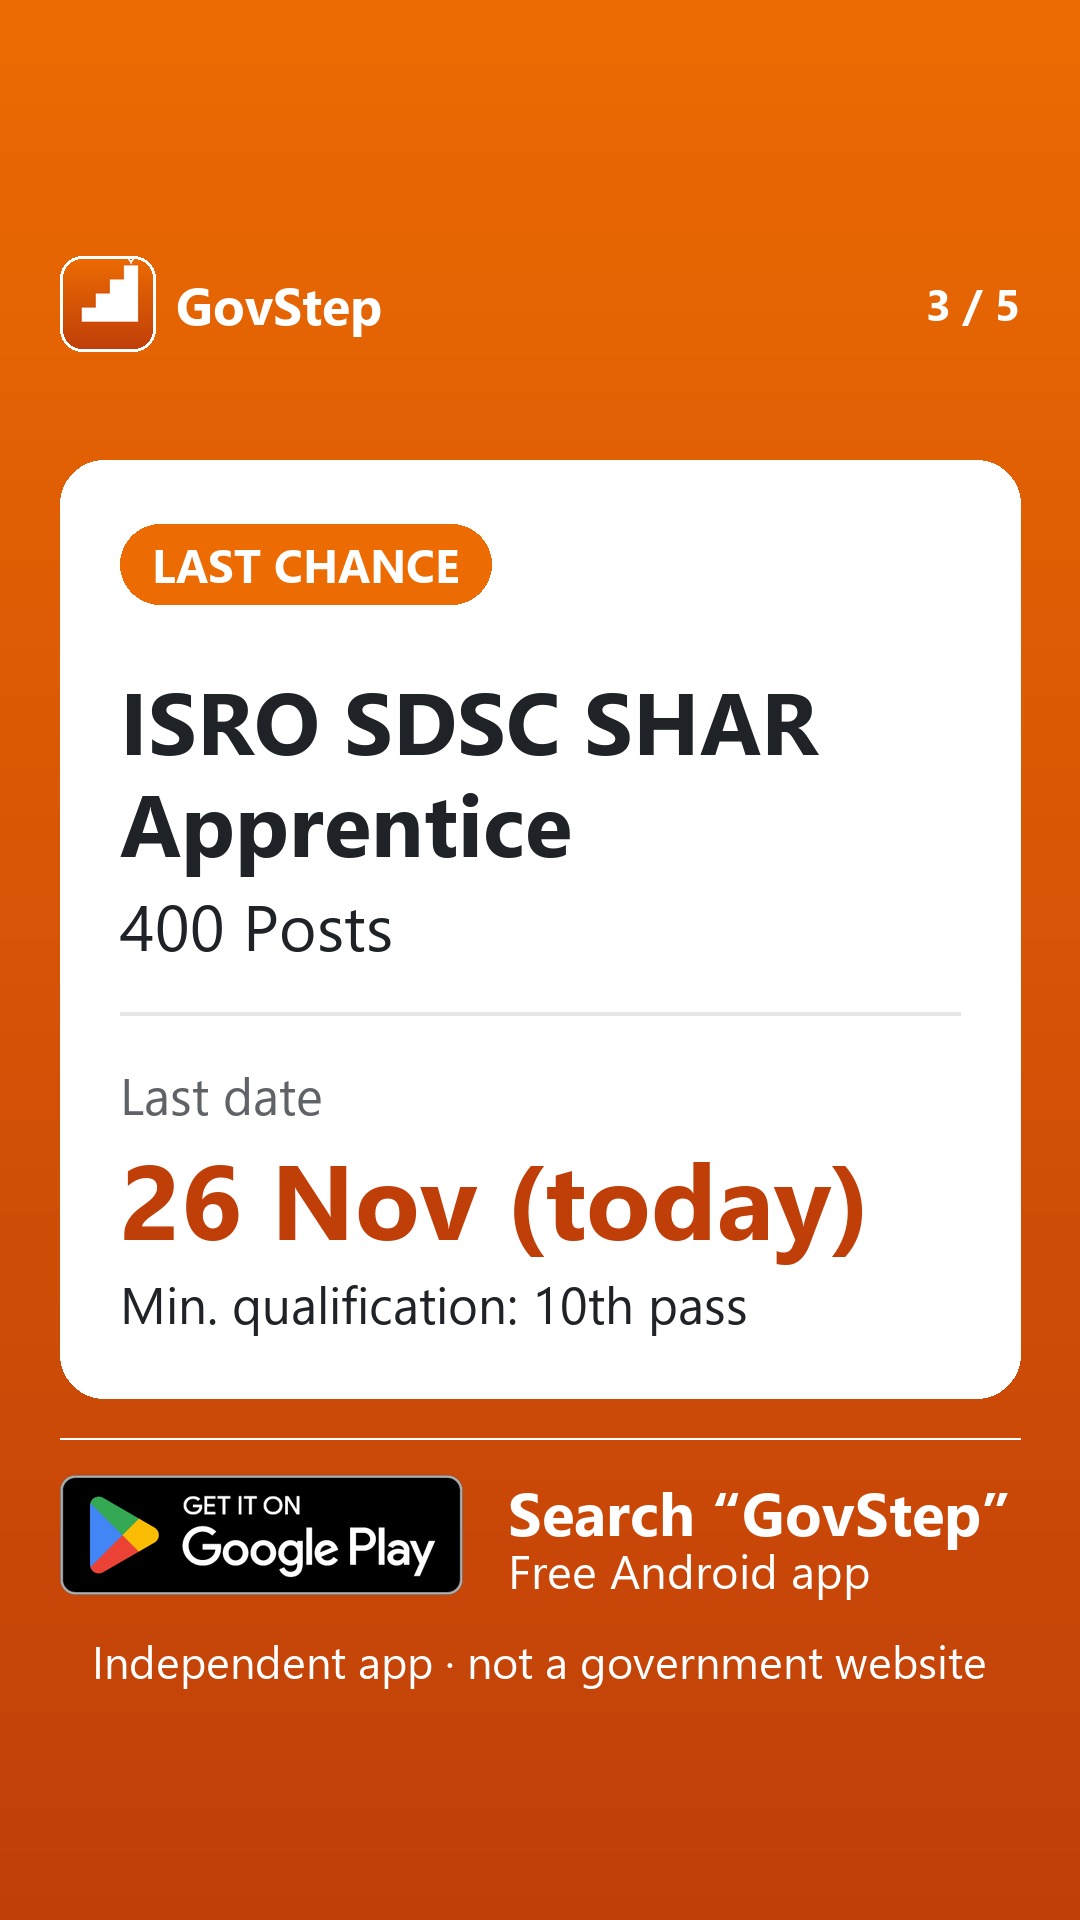 GovStep
3 / 5
LAST CHANCE
ISRO SDSC SHAR
Apprentice
400 Posts
Last date
26 Nov (today)
Min. qualification: 10th pass
GET IT ON
Google Play
Search “GovStep”
Free Android app
Independent app · not a government website